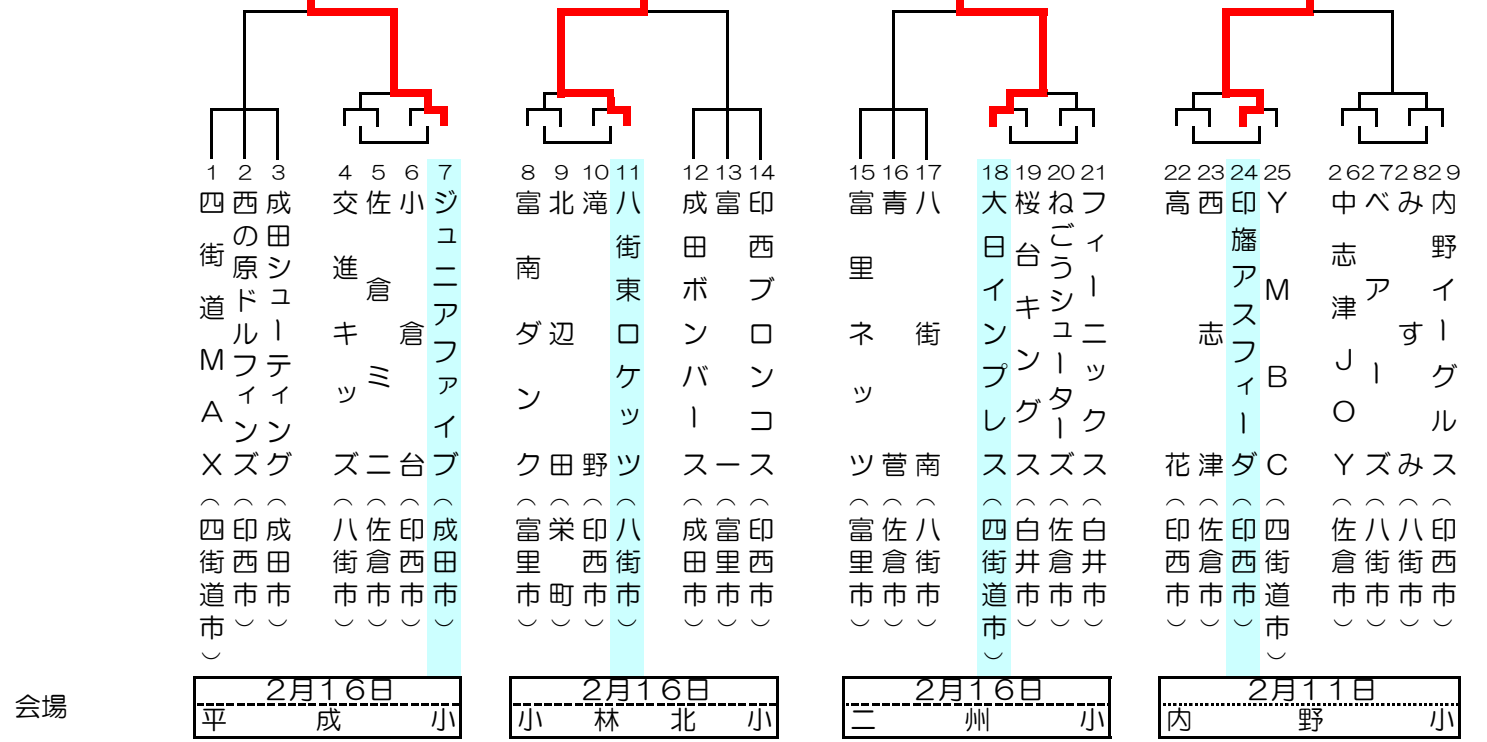 1 四街道MAX（四街道市）
2 西の原ドルフィンズ（印西市）
3 成田シューティング（成田市）
4 交進キッズ（八街市）
5 佐倉ミニ（佐倉市）
6 小倉台（印西市）
7 ジュニアファイブ（成田市）
8 富南ダンク（富里市）
9 北辺田（栄町）
10 滝野（印西市）
11 八街東ロケッツ（八街市）
12 成田ボンバース（成田市）
13 富一（富里市）
14 印西ブロンコス（印西市）
15 富里ネッツ（富里市）
16 青菅（佐倉市）
17 八街南（八街市）
18 大日インプレス（四街道市）
19 桜台キングス（白井市）
20 ねごうシューターズ（佐倉市）
21 フィーニックス（白井市）
22 高花（印西市）
23 西志津（佐倉市）
24 印旛アスフィーダ（印西市）
25 YMBC（四街道市）
26 中志津JOY（佐倉市）
27 ベアーズ（八街市）
28 みすみ（八街市）
29 内野イーグルス（印西市）
会場
2月16日
平成小
2月16日
小林北小
2月16日
二州小
2月11日
内野小